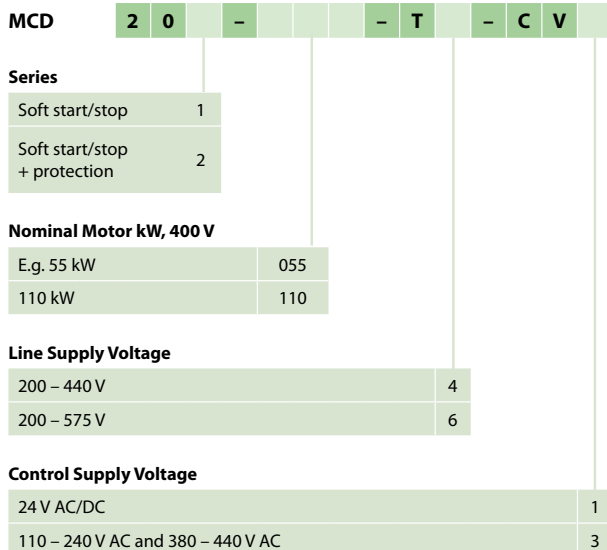 MCD 2 0 – – T – C V
Series
Soft start/stop 1
Soft start/stop
+ protection 2
Nominal Motor kW, 400 V
E.g. 55 kW 055
110 kW 110
Line Supply Voltage
200 – 440 V 4
200 – 575 V 6
Control Supply Voltage
24 V AC/DC 1
110 – 240 V AC and 380 – 440 V AC 3